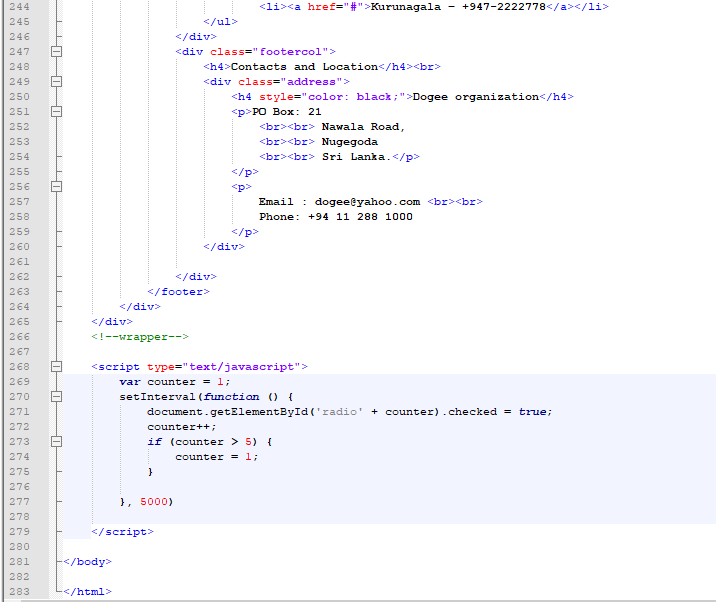 244 <li><a href="#">Kurunagala - +947-2222778</a></li>
245 </ul>
246 </div>
247 <div class="footercol">
248 <h4>Contacts and Location</h4><br>
249 <div class="address">
250 <h4 style="color: black;">Dogee organization</h4>
251 <p>PO Box: 21
252 <br><br> Nawala Road,
253 <br><br> Nugegoda
254 <br><br> Sri Lanka.</p>
255 </p>
256 <p>
257 Email : dogee@yahoo.com <br><br>
258 Phone: +94 11 288 1000
259 </p>
260 </div>
261
262 </div>
263 </footer>
264 </div>
265 </div>
266 <!--wrapper-->
267
268 <script type="text/javascript">
269 var counter = 1;
270 setInterval(function () {
271 document.getElementById('radio' + counter).checked = true;
272 counter++;
273 if (counter > 5) {
274 counter = 1;
275 }
276
277 }, 5000)
278
279 </script>
280
281 </body>
282
283 </html>